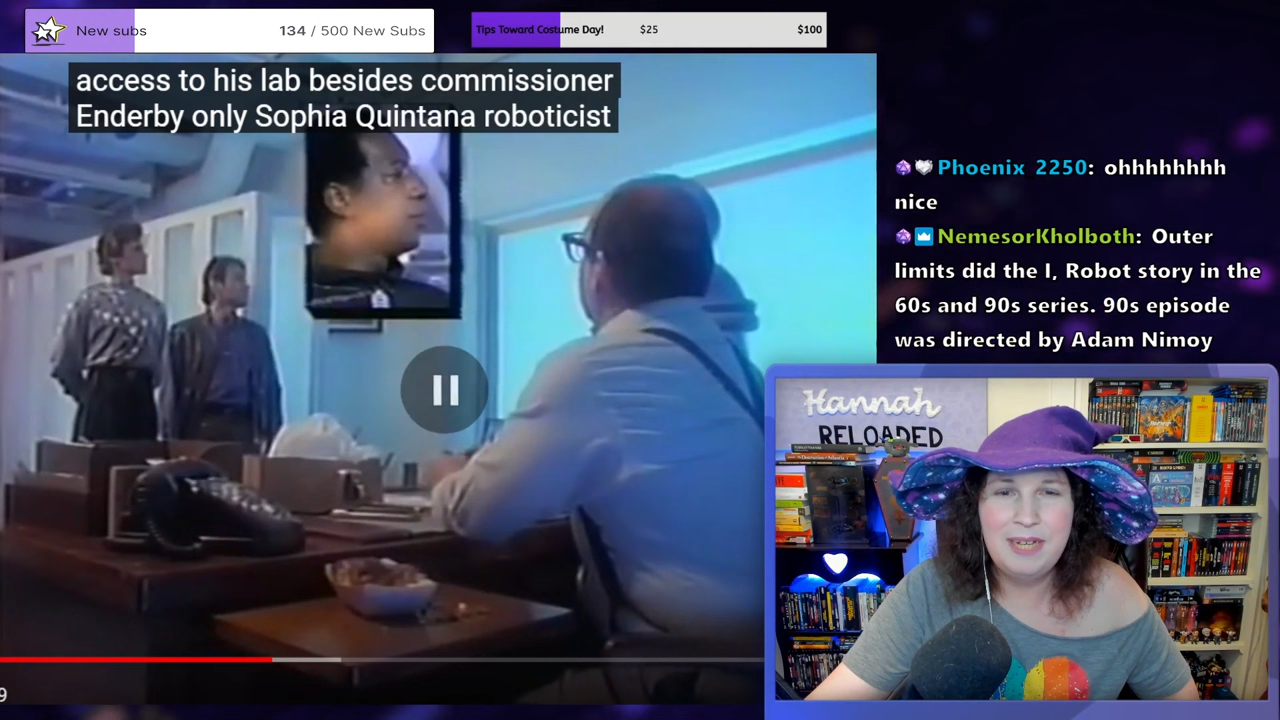 New subs
134 / 500 New Subs
Tips Toward Costume Day!
$25
$100
access to his lab besides commissioner
Enderby only Sophia Quintana roboticist
Phoenix 2250: ohhhhhhhh
nice
NemesorKholboth: Outer
limits did the I, Robot story in the
60s and 90s series. 90s episode
was directed by Adam Nimoy
Hannah
RELOADED
9